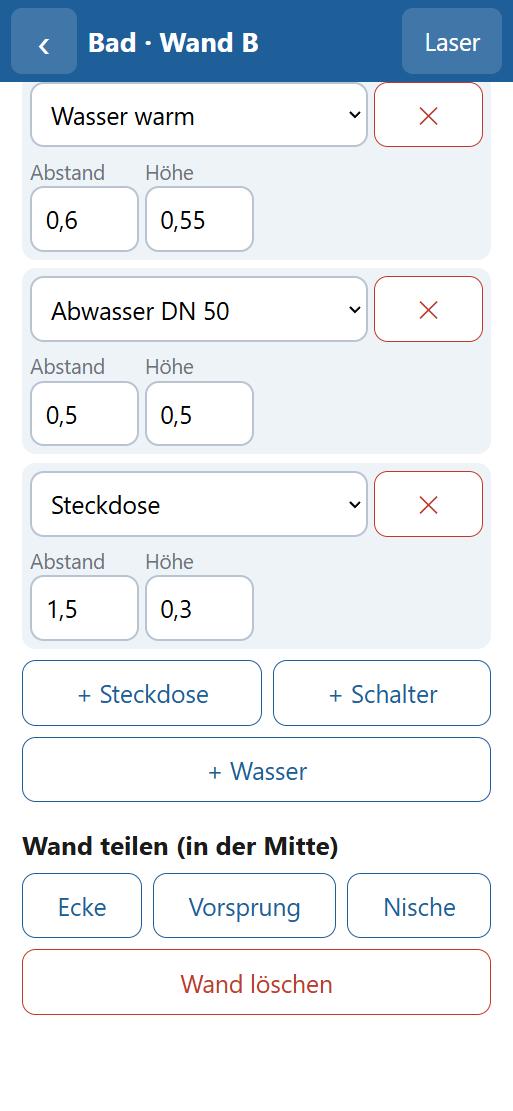 ‹ Bad · Wand B Laser
Wasser warm
Abstand Höhe
0,6 0,55
Abwasser DN 50
Abstand Höhe
0,5 0,5
Steckdose
Abstand Höhe
1,5 0,3
+ Steckdose + Schalter
+ Wasser
Wand teilen (in der Mitte)
Ecke Vorsprung Nische
Wand löschen